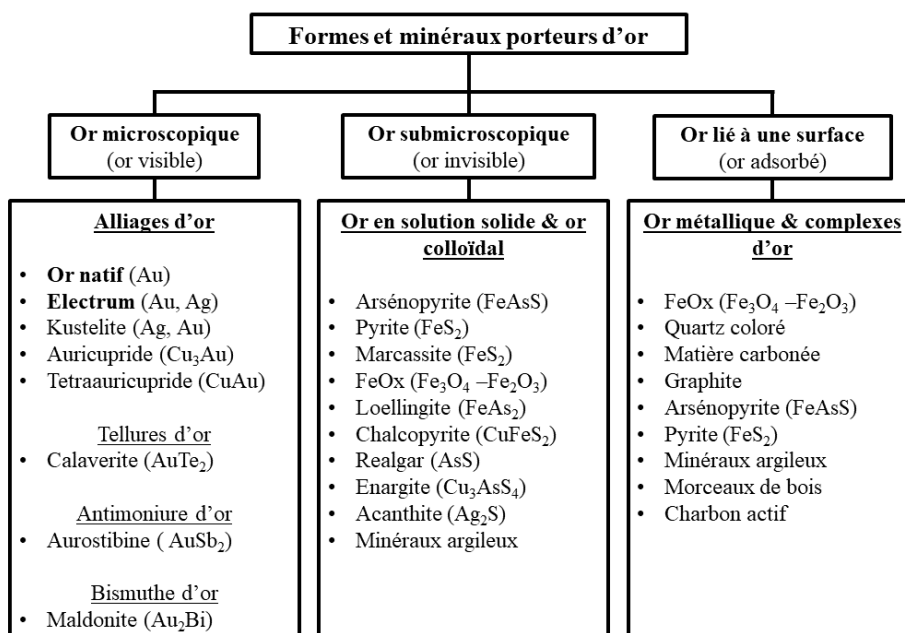 Formes et minéraux porteurs d’or
Or microscopique
(or visible)
Or submicroscopique
(or invisible)
Or lié à une surface
(or adsorbé)
Alliages d’or
• Or natif (Au)
• Electrum (Au, Ag)
• Kustelite (Ag, Au)
• Auricupride (Cu₃Au)
• Tetraauricupride (CuAu)
Tellures d’or
• Calaverite (AuTe₂)
Antimoniure d’or
• Aurostibine ( AuSb₂)
Bismuthe d’or
• Maldonite (Au₂Bi)
Or en solution solide & or
colloïdal
• Arsénopyrite (FeAsS)
• Pyrite (FeS₂)
• Marcassite (FeS₂)
• FeOx (Fe₃O₄ –Fe₂O₃)
• Loellingite (FeAs₂)
• Chalcopyrite (CuFeS₂)
• Realgar (AsS)
• Enargite (Cu₃AsS₄)
• Acanthite (Ag₂S)
• Minéraux argileux
Or métallique & complexes
d’or
• FeOx (Fe₃O₄ –Fe₂O₃)
• Quartz coloré
• Matière carbonée
• Graphite
• Arsénopyrite (FeAsS)
• Pyrite (FeS₂)
• Minéraux argileux
• Morceaux de bois
• Charbon actif